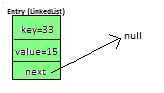 Entry (LinkedList)
key=33
null
value=15
next